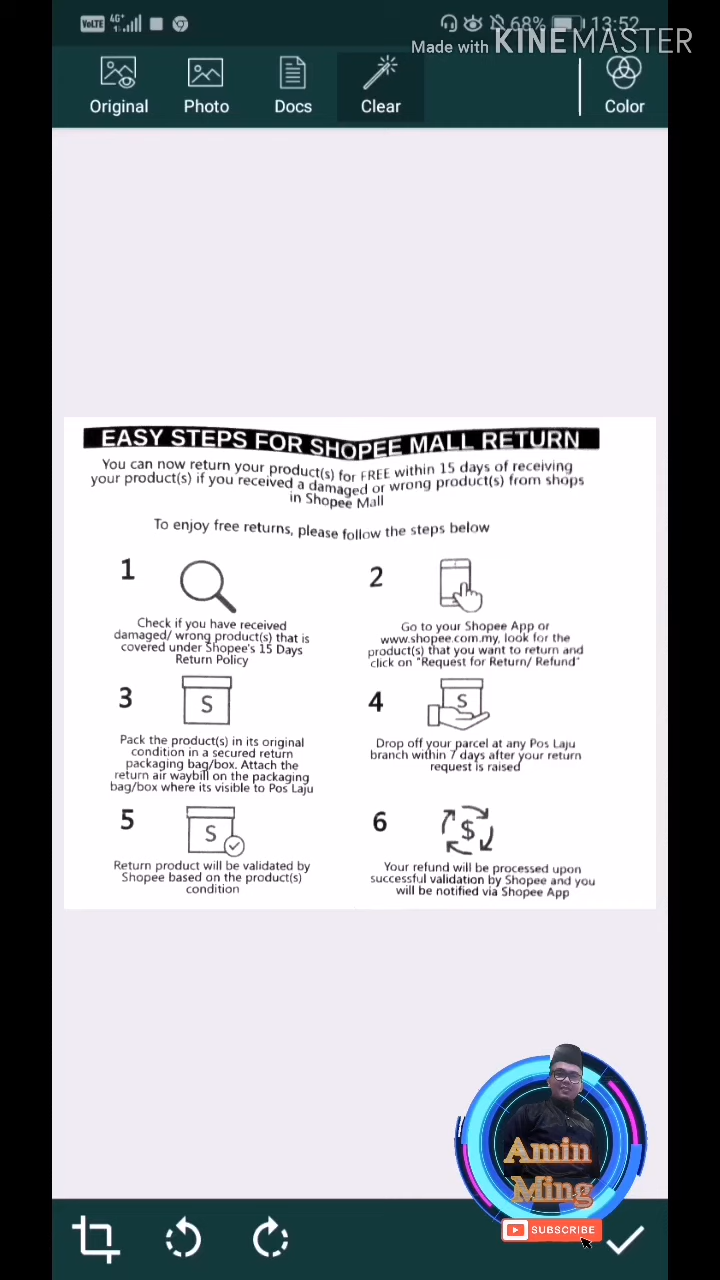 VoLTE 4G+ 68% 13:52
Made with KINEMASTER
Original Photo Docs Clear Color
EASY STEPS FOR SHOPEE MALL RETURN
You can now return your product(s) for FREE within 15 days of receiving
your product(s) if you received a damaged or wrong product(s) from shops
in Shopee Mall
To enjoy free returns, please follow the steps below
1
Check if you have received
damaged/ wrong product(s) that is
covered under Shopee's 15 Days
Return Policy
2
Go to your Shopee App or
www.shopee.com.my, look for the
product(s) that you want to return and
click on "Request for Return/ Refund"
3
S
Pack the product(s) in its original
condition in a secured return
packaging bag/box. Attach the
return air waybill on the packaging
bag/box where its visible to Pos Laju
4
S
Drop off your parcel at any Pos Laju
branch within 7 days after your return
request is raised
5
S
Return product will be validated by
Shopee based on the product(s)
condition
6
$
Your refund will be processed upon
successful validation by Shopee and you
will be notified via Shopee App
Amin
Ming
SUBSCRIBE